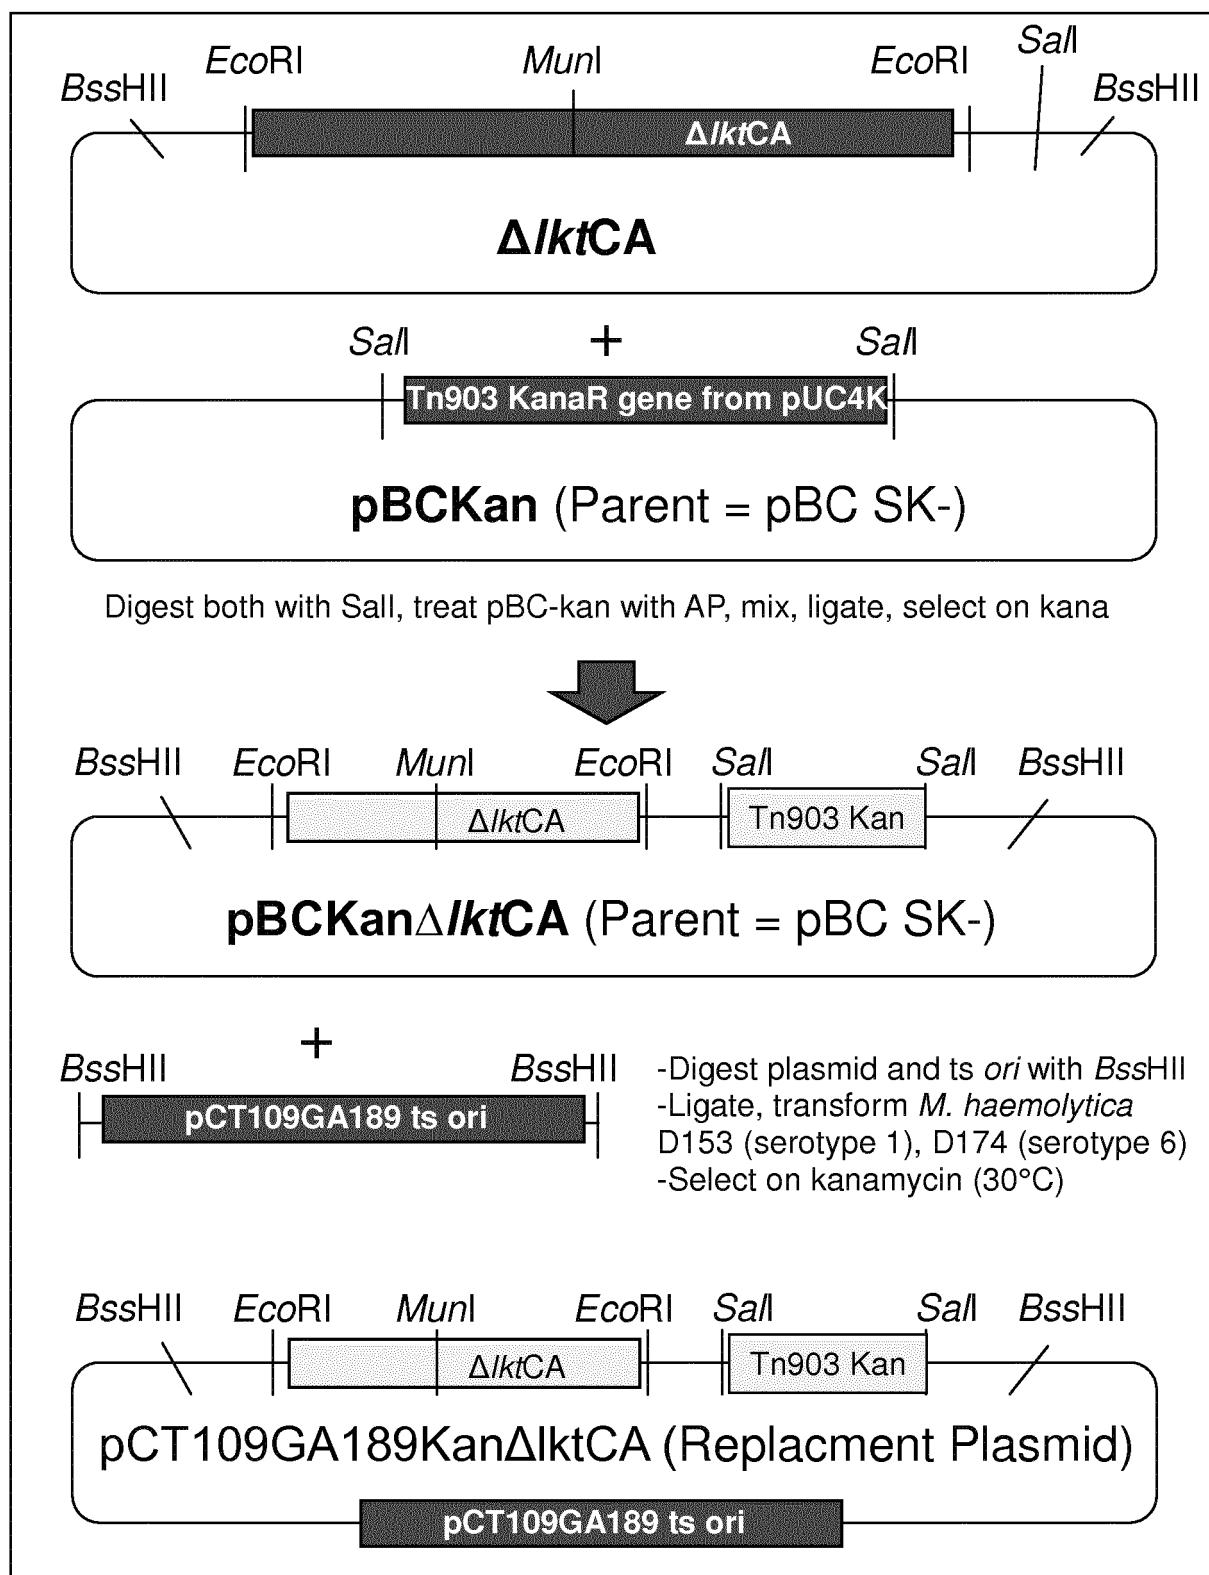 BssHII EcoRI MunI EcoRI SalI BssHII
ΔlktCA
ΔlktCA
+
SalI SalI
Tn903 KanaR gene from pUC4K
pBCKan (Parent = pBC SK-)
Digest both with SalI, treat pBC-kan with AP, mix, ligate, select on kana
BssHII EcoRI MunI EcoRI SalI SalI BssHII
ΔlktCA Tn903 Kan
pBCKanΔlktCA (Parent = pBC SK-)
+
BssHII BssHII
pCT109GA189 ts ori
-Digest plasmid and ts ori with BssHII
-Ligate, transform M. haemolytica
D153 (serotype 1), D174 (serotype 6)
-Select on kanamycin (30°C)
BssHII EcoRI MunI EcoRI SalI SalI BssHII
ΔlktCA Tn903 Kan
pCT109GA189KanΔlktCA (Replacment Plasmid)
pCT109GA189 ts ori